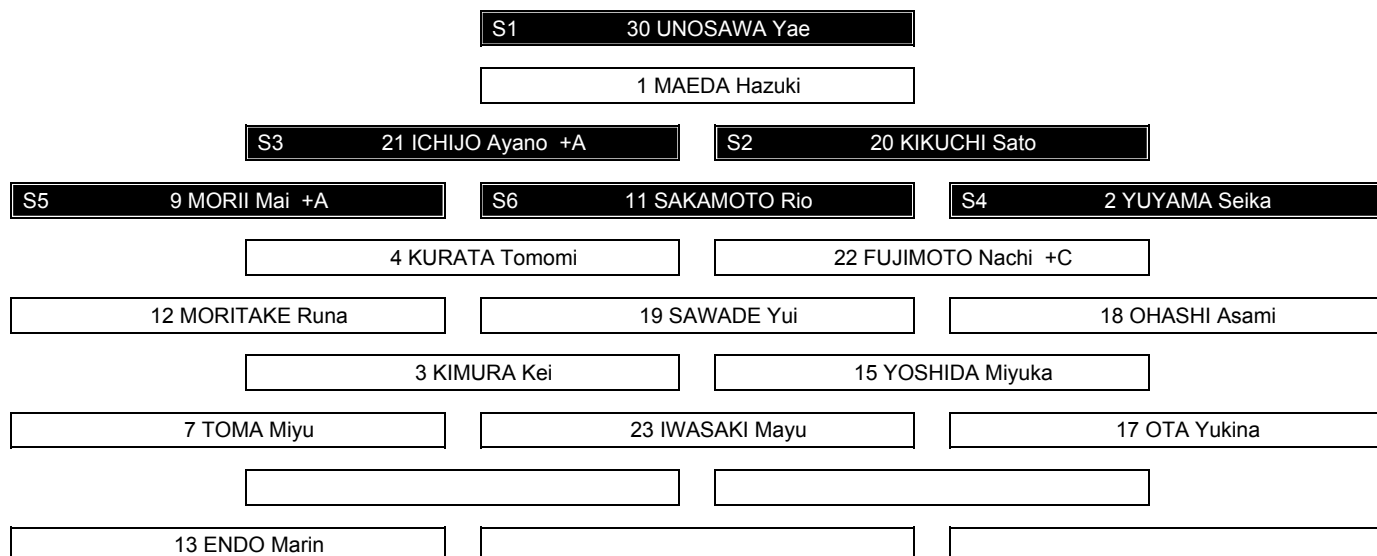 S1 30 UNOSAWA Yae
1 MAEDA Hazuki
S3 21 ICHIJO Ayano +A S2 20 KIKUCHI Sato
S5 9 MORII Mai +A S6 11 SAKAMOTO Rio S4 2 YUYAMA Seika
4 KURATA Tomomi 22 FUJIMOTO Nachi +C
12 MORITAKE Runa 19 SAWADE Yui 18 OHASHI Asami
3 KIMURA Kei 15 YOSHIDA Miyuka
7 TOMA Miyu 23 IWASAKI Mayu 17 OTA Yukina
13 ENDO Marin